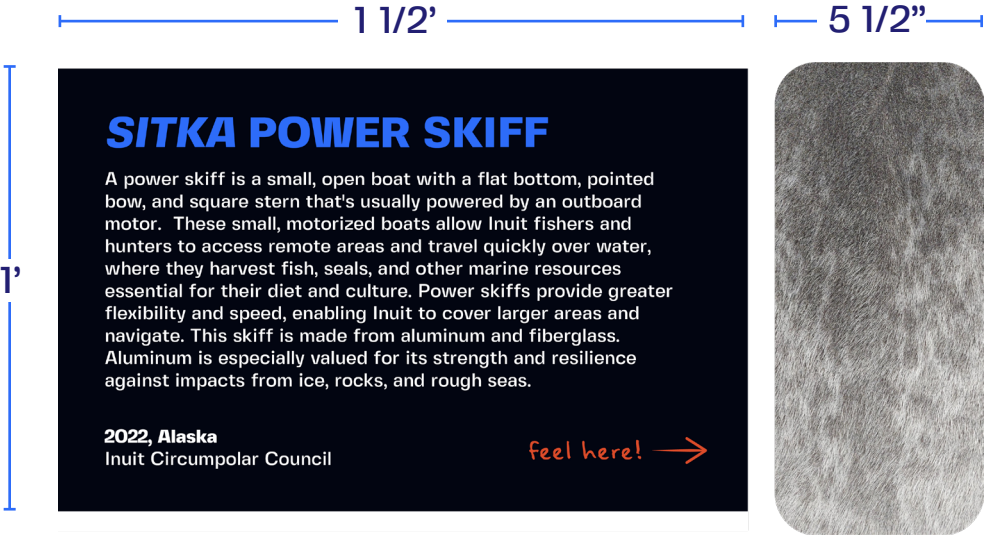 1 1/2’
5 1/2”
1’
SITKA POWER SKIFF
A power skiff is a small, open boat with a flat bottom, pointed
bow, and square stern that's usually powered by an outboard
motor.  These small, motorized boats allow Inuit fishers and
hunters to access remote areas and travel quickly over water,
where they harvest fish, seals, and other marine resources
essential for their diet and culture. Power skiffs provide greater
flexibility and speed, enabling Inuit to cover larger areas and
navigate. This skiff is made from aluminum and fiberglass.
Aluminum is especially valued for its strength and resilience
against impacts from ice, rocks, and rough seas.
2022, Alaska
Inuit Circumpolar Council
feel here!